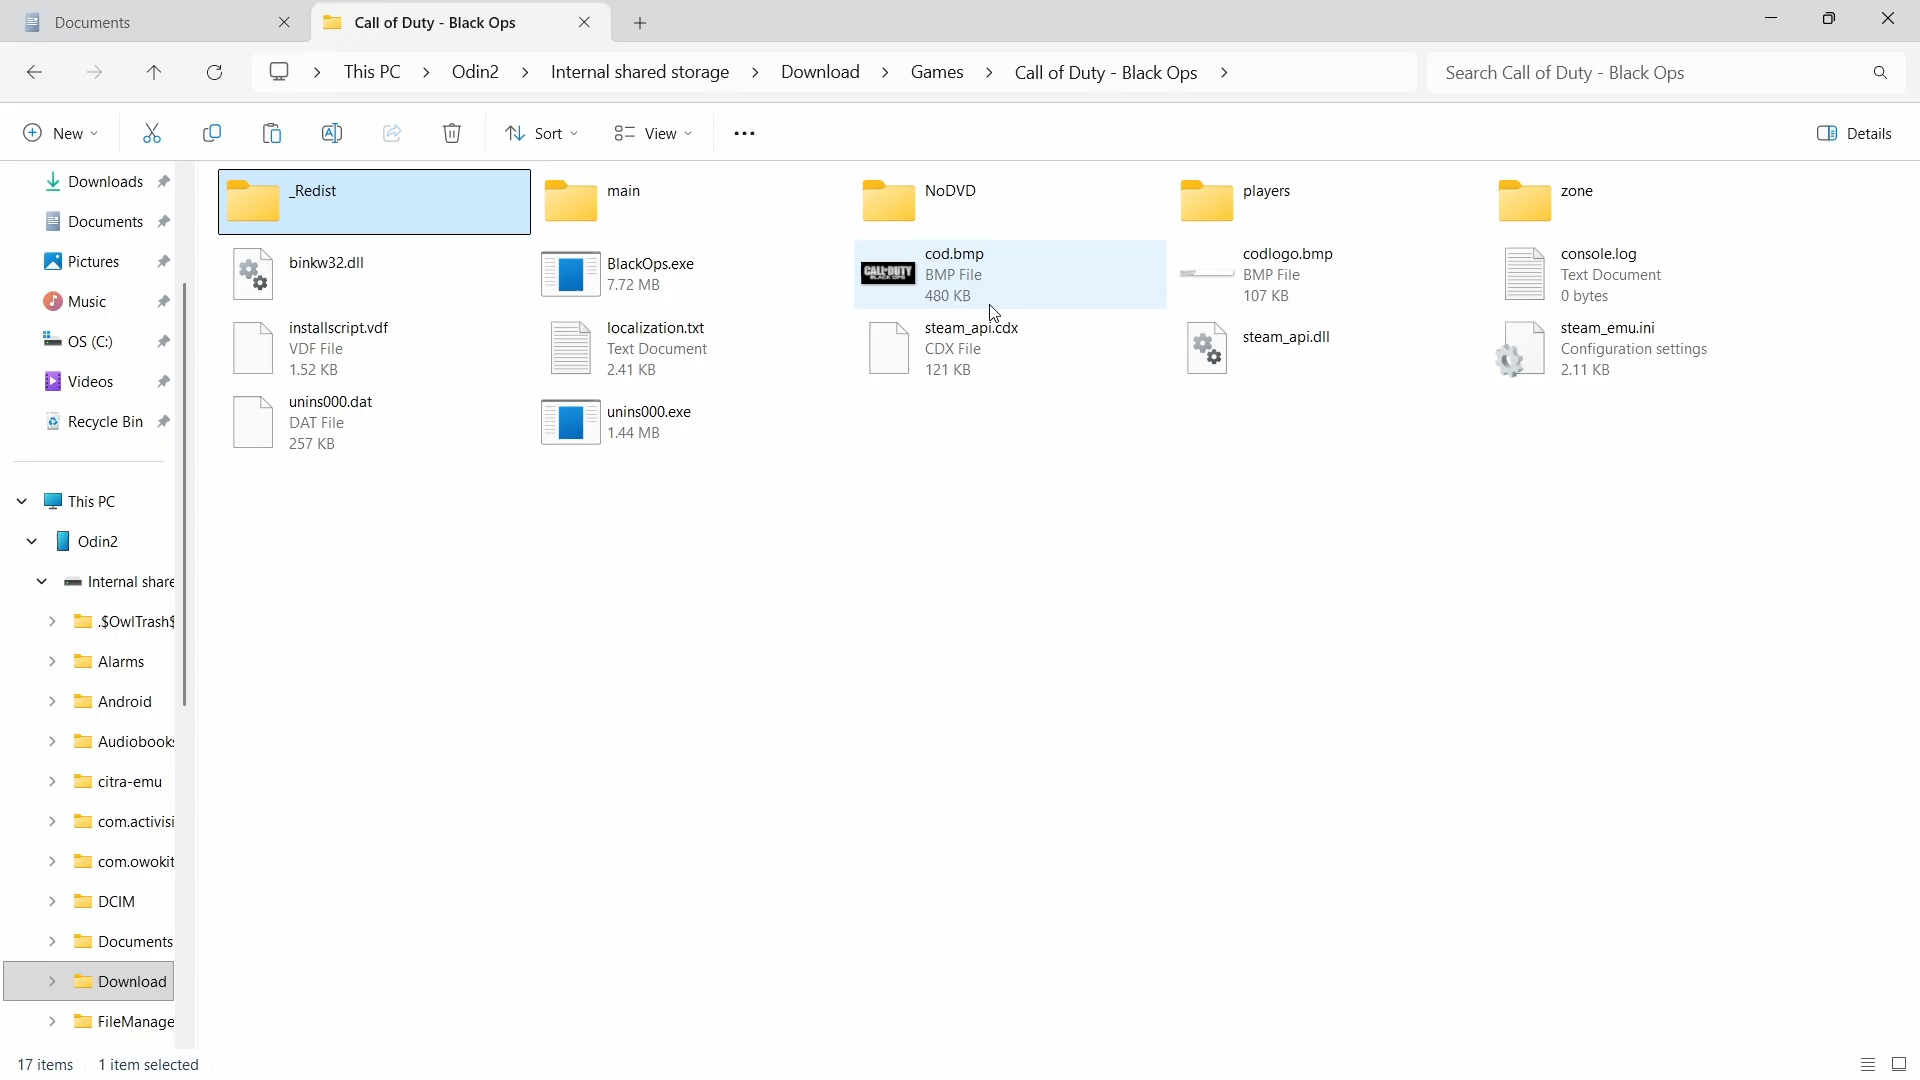 Documents
Call of Duty - Black Ops
This PC
Odin2
Internal shared storage
Download
Games
Call of Duty - Black Ops
Search Call of Duty - Black Ops
New
Sort
View
Details
Downloads
Documents
Pictures
Music
OS (C:)
Videos
Recycle Bin
This PC
Odin2
Internal share
.$OwlTrash$
Alarms
Android
Audiobook
citra-emu
com.activisi
com.owokit
DCIM
Documents
Download
FileManage
_Redist
main
NoDVD
players
zone
binkw32.dll
BlackOps.exe
7.72 MB
CALL OF DUTY
BLACK OPS
cod.bmp
BMP File
480 KB
codlogo.bmp
BMP File
107 KB
console.log
Text Document
0 bytes
installscript.vdf
VDF File
1.52 KB
localization.txt
Text Document
2.41 KB
steam_api.cdx
CDX File
121 KB
steam_api.dll
steam_emu.ini
Configuration settings
2.11 KB
unins000.dat
DAT File
257 KB
unins000.exe
1.44 MB
17 items
1 item selected